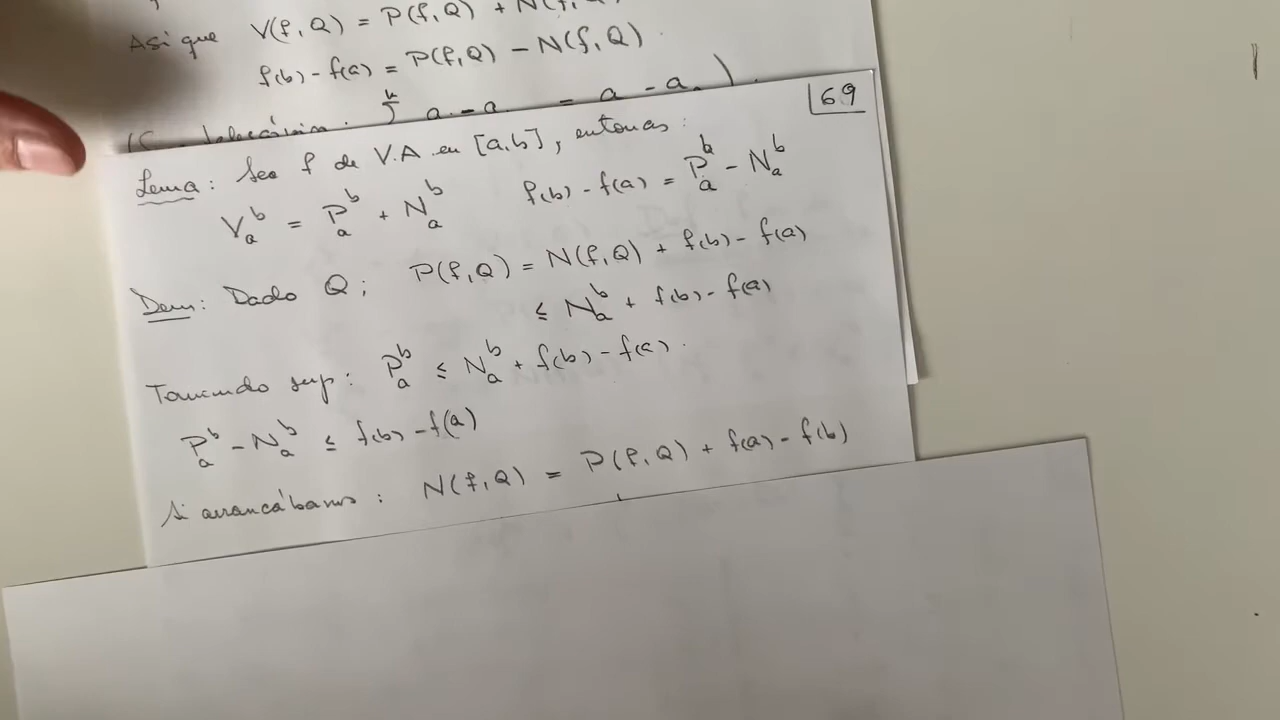 Asi que V(f,Q) = P(f,Q) + N(f,
f(b) - f(a) = P(f,Q) - N(f,Q).
69
Lema: Sea f de V.A en [a,b], entonces:
V_a^b = P_a^b + N_a^b f(b) - f(a) = P_a^b - N_a^b
Dem: Dado Q; P(f,Q) = N(f,Q) + f(b) - f(a)
≤ N_a^b + f(b) - f(a)
Tomando sup: P_a^b ≤ N_a^b + f(b) - f(a).
P_a^b - N_a^b ≤ f(b) - f(a)
Si arrancábamos: N(f,Q) = P(f,Q) + f(a) - f(b)